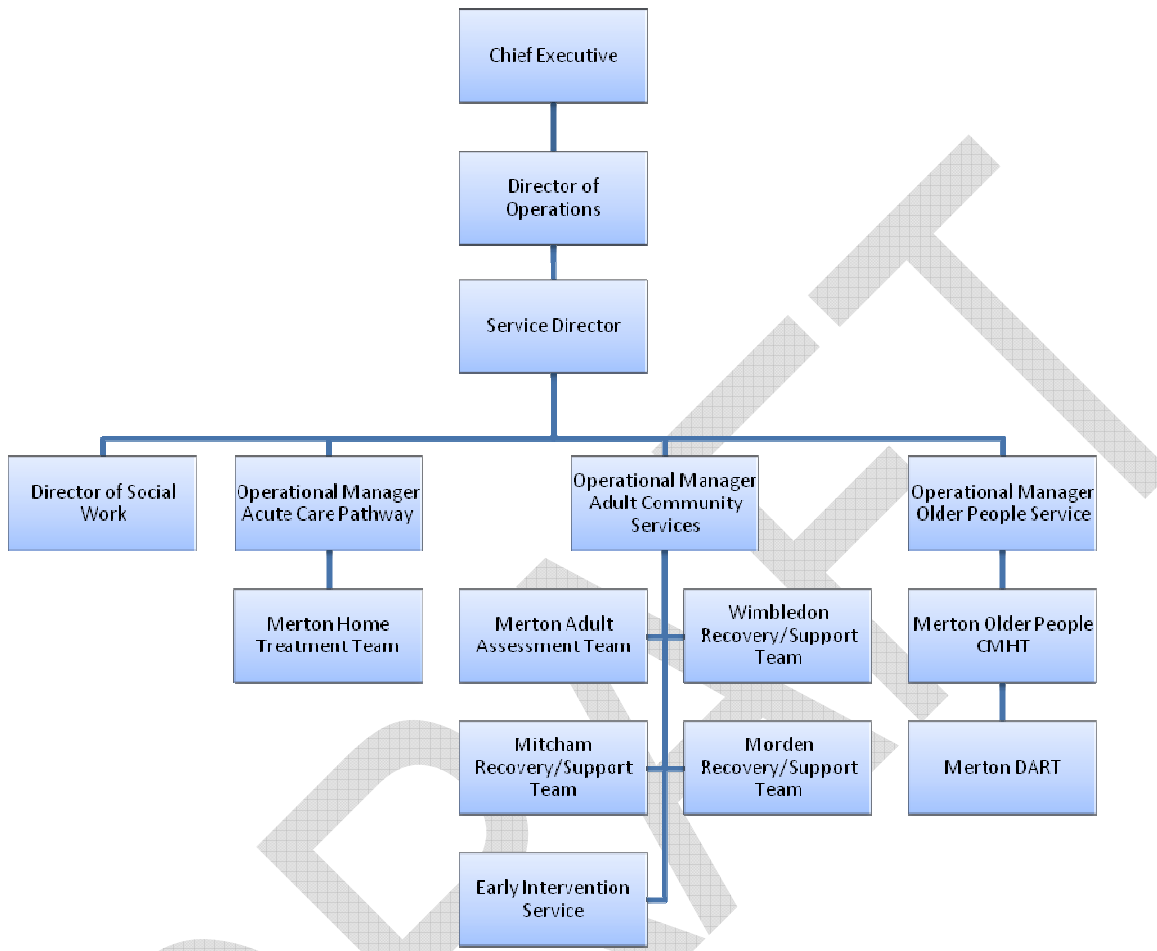 Chief Executive
Director of
Operations
Service Director
Director of Social
Work
Operational Manager
Acute Care Pathway
Operational Manager
Adult Community
Services
Operational Manager
Older People Service
Merton Home
Treatment Team
Merton Adult
Assessment Team
Wimbledon
Recovery/Support
Team
Merton Older People
CMHT
Mitcham
Recovery/Support
Team
Morden
Recovery/Support
Team
Merton DART
Early Intervention
Service
DRAFT